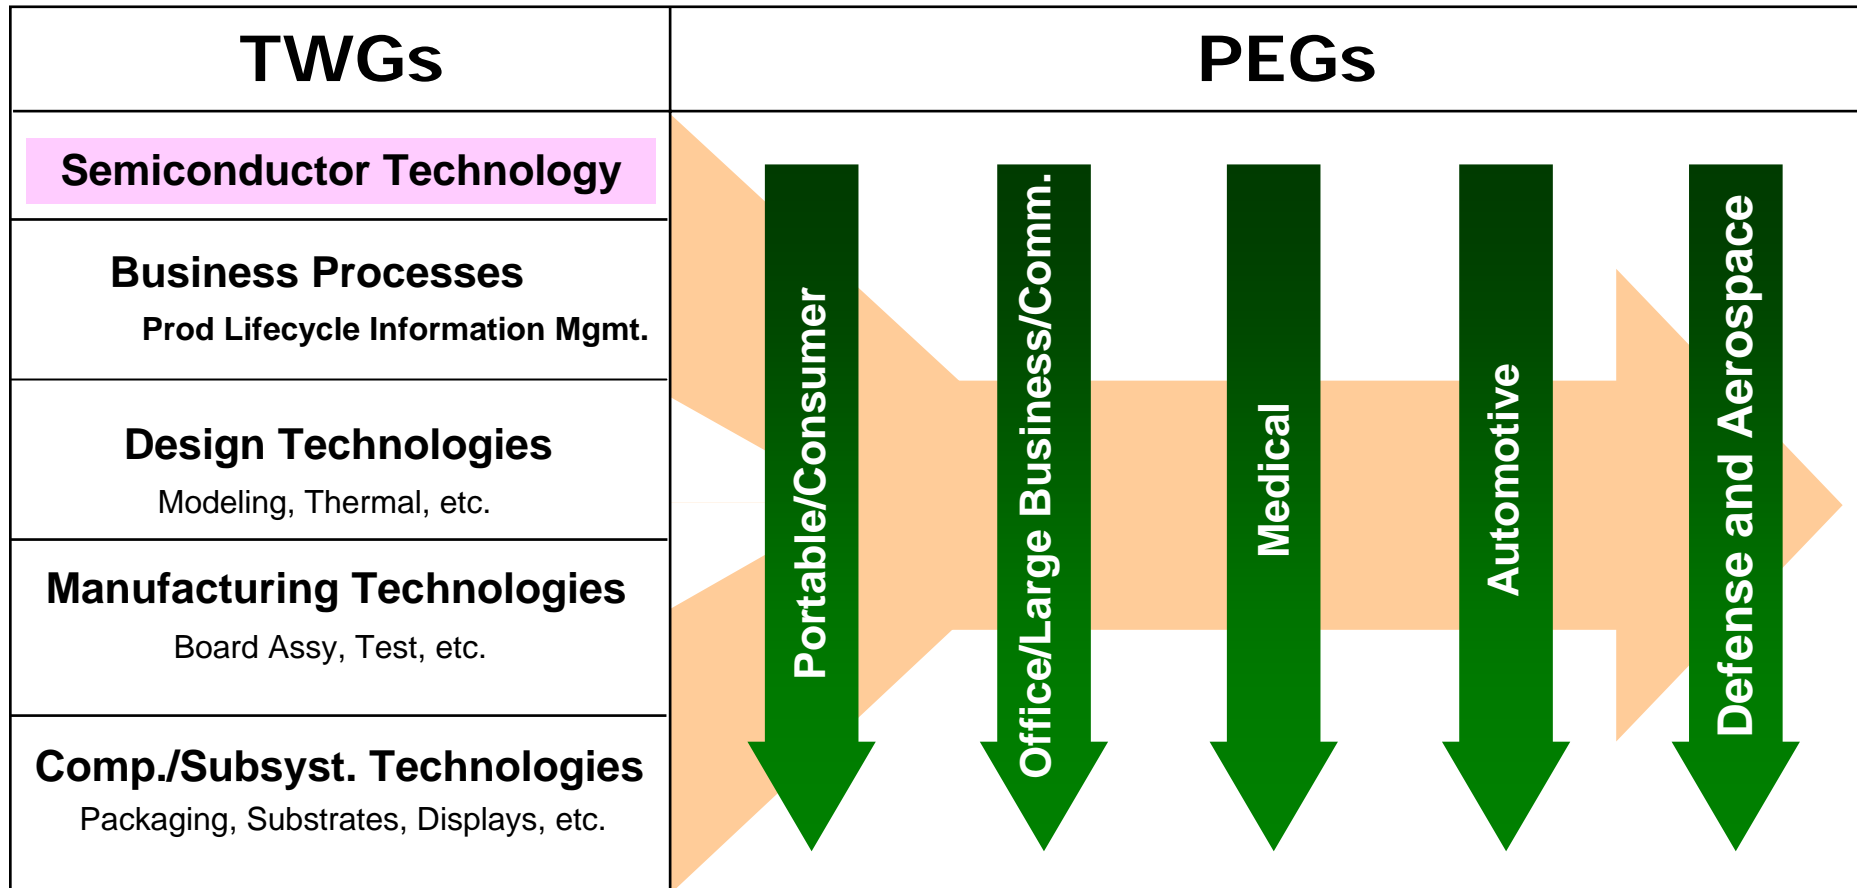 TWGs
PEGs
Semiconductor Technology
Business Processes
Prod Lifecycle Information Mgmt.
Design Technologies
Modeling, Thermal, etc.
Manufacturing Technologies
Board Assy, Test, etc.
Comp./Subsyst. Technologies
Packaging, Substrates, Displays, etc.
Portable/Consumer
Office/Large Business/Comm.
Medical
Automotive
Defense and Aerospace